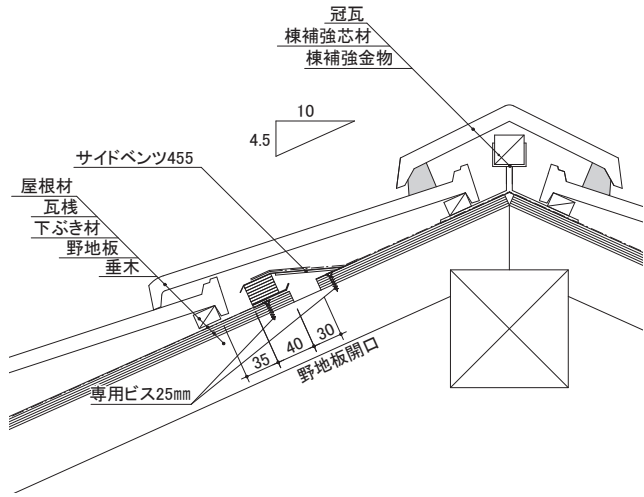 冠瓦
棟補強芯材
棟補強金物
10
4.5
サイドベンツ455
屋根材
瓦桟
下ぶき材
野地板
垂木
35
40
30
野地板開口
専用ビス25mm